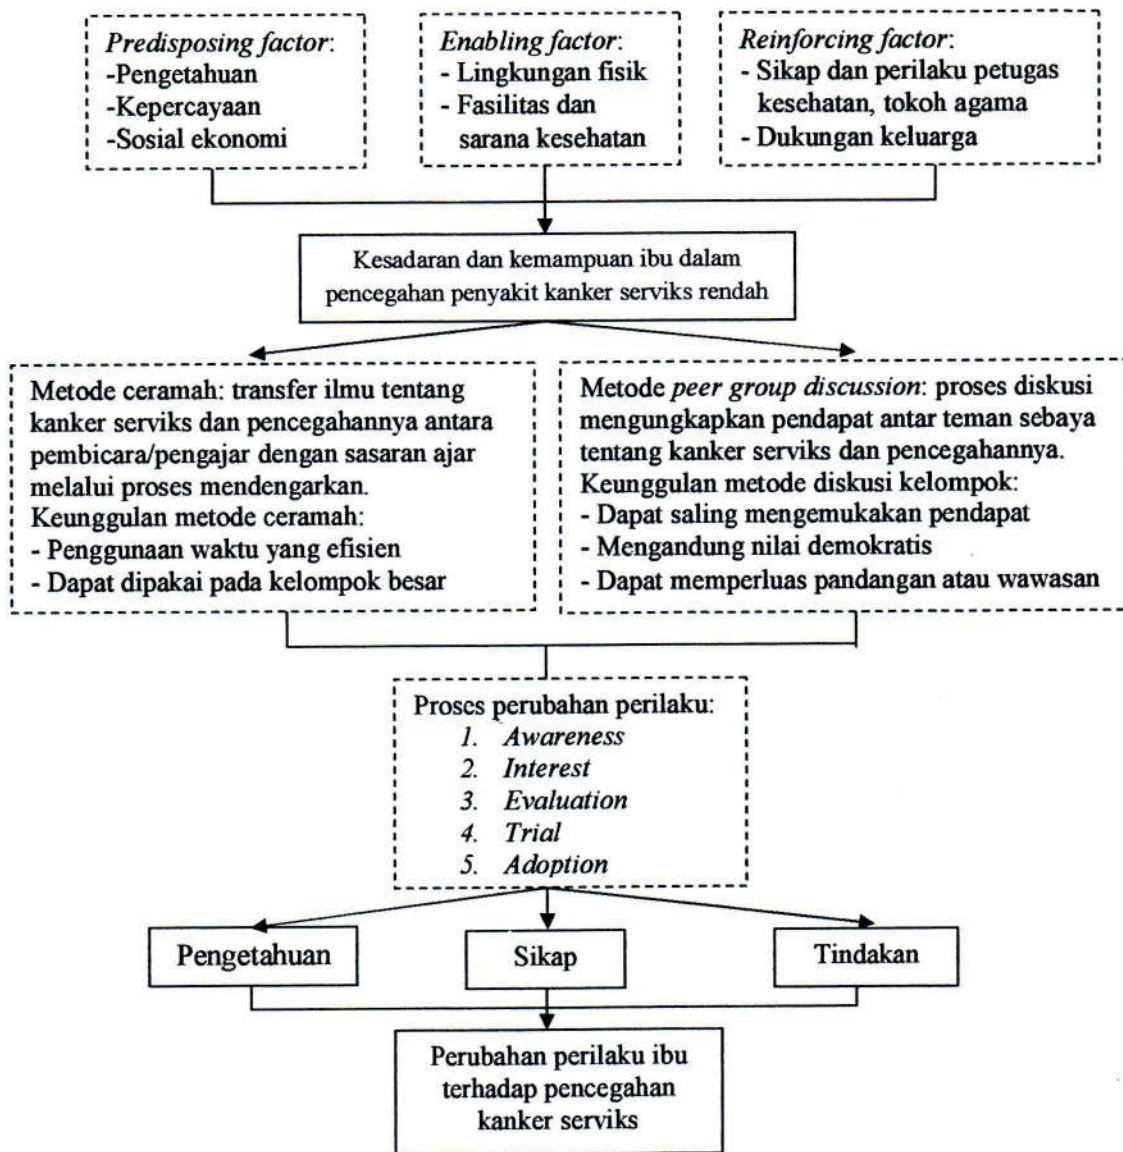 Predisposing factor:
-Pengetahuan
-Kepercayaan
-Sosial ekonomi
Enabling factor:
- Lingkungan fisik
- Fasilitas dan
sarana kesehatan
Reinforcing factor:
- Sikap dan perilaku petugas
kesehatan, tokoh agama
- Dukungan keluarga
Kesadaran dan kemampuan ibu dalam
pencegahan penyakit kanker serviks rendah
Metode ceramah: transfer ilmu tentang
kanker serviks dan pencegahannya antara
pembicara/pengajar dengan sasaran ajar
melalui proses mendengarkan.
Keunggulan metode ceramah:
- Penggunaan waktu yang efisien
- Dapat dipakai pada kelompok besar
Metode peer group discussion: proses diskusi
mengungkapkan pendapat antar teman sebaya
tentang kanker serviks dan pencegahannya.
Keunggulan metode diskusi kelompok:
- Dapat saling mengemukakan pendapat
- Mengandung nilai demokratis
- Dapat memperluas pandangan atau wawasan
Proses perubahan perilaku:
1. Awareness
2. Interest
3. Evaluation
4. Trial
5. Adoption
Pengetahuan
Sikap
Tindakan
Perubahan perilaku ibu
terhadap pencegahan
kanker serviks